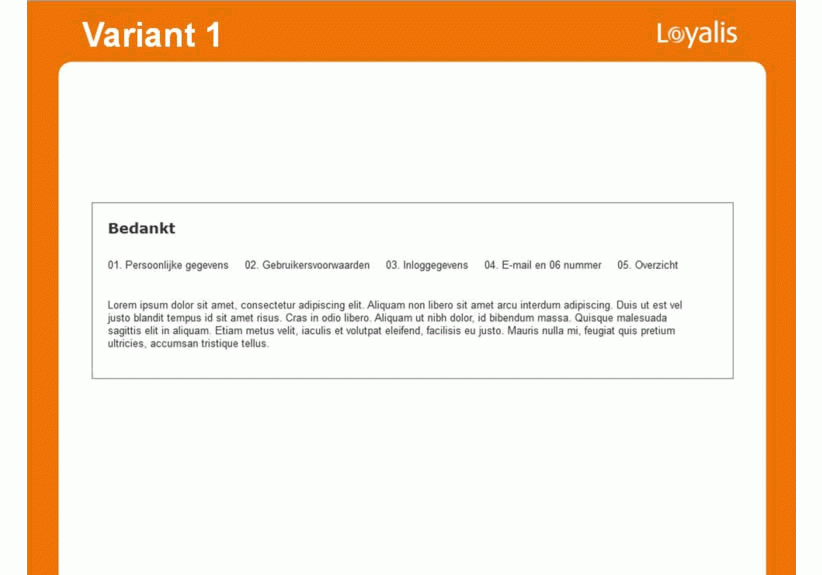 Variant 1
Loyalis
Bedankt
01. Persoonlijke gegevens 02. Gebruikersvoorwaarden 03. Inloggegevens 04. E-mail en 06 nummer 05. Overzicht
Lorem ipsum dolor sit amet, consectetur adipiscing elit. Aliquam non libero sit amet arcu interdum adipiscing. Duis ut est vel
justo blandit tempus id sit amet risus. Cras in odio libero. Aliquam ut nibh dolor, id bibendum massa. Quisque malesuada
sagittis elit in aliquam. Etiam metus velit, iaculis et volutpat eleifend, facilisis eu justo. Mauris nulla mi, feugiat quis pretium
ultricies, accumsan tristique tellus.